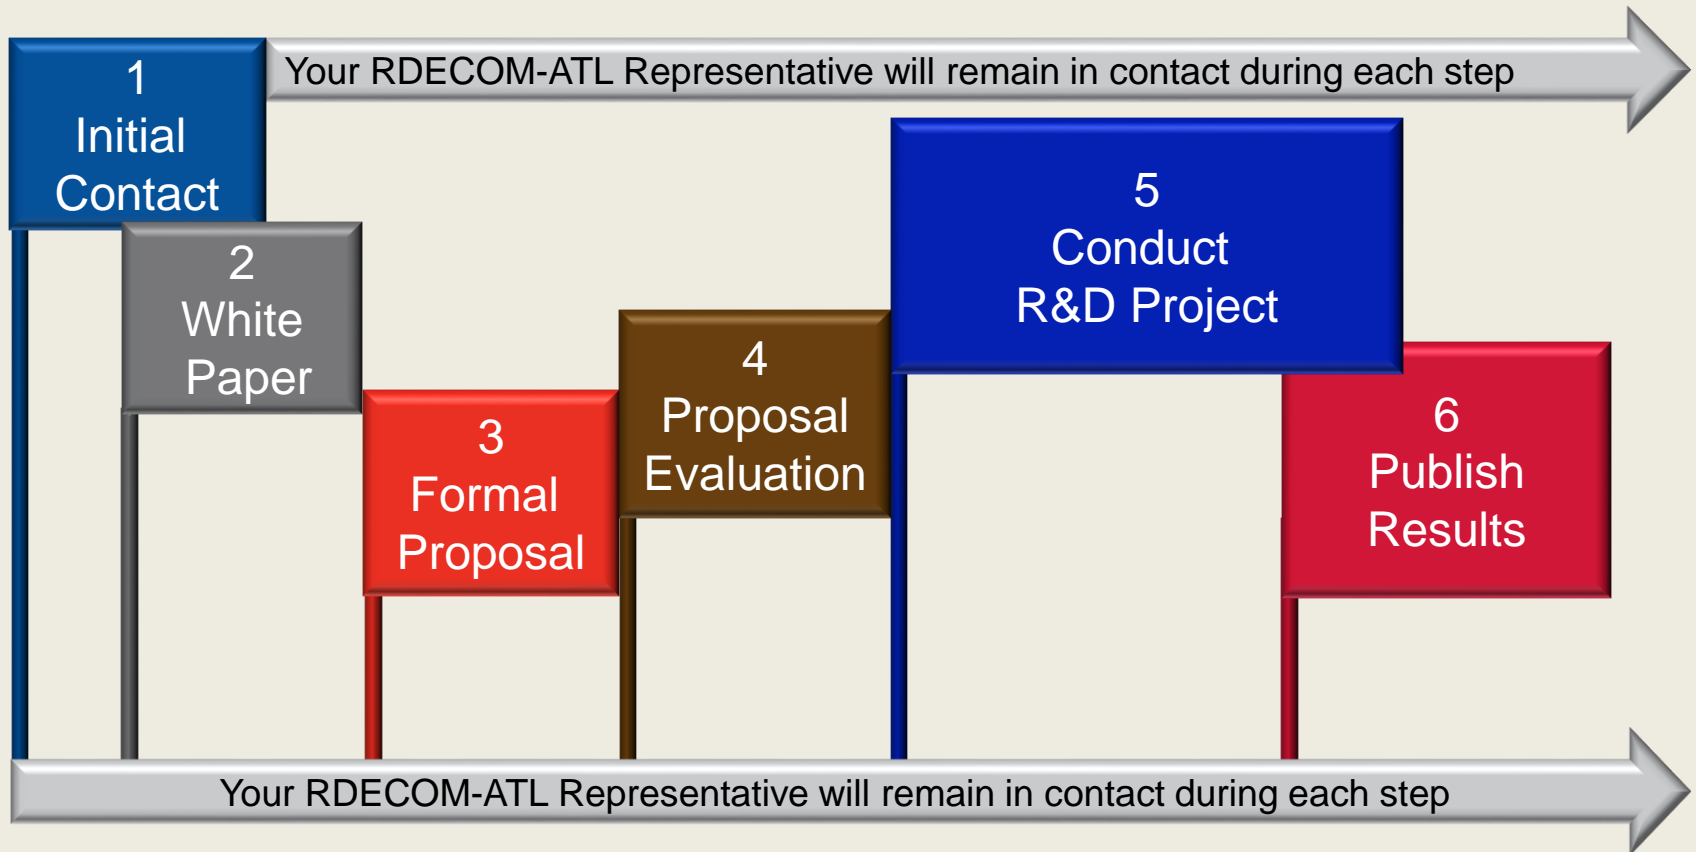 1
Initial
Contact
Your RDECOM-ATL Representative will remain in contact during each step
2
White
Paper
3
Formal
Proposal
4
Proposal
Evaluation
5
Conduct
R&D Project
6
Publish
Results
Your RDECOM-ATL Representative will remain in contact during each step